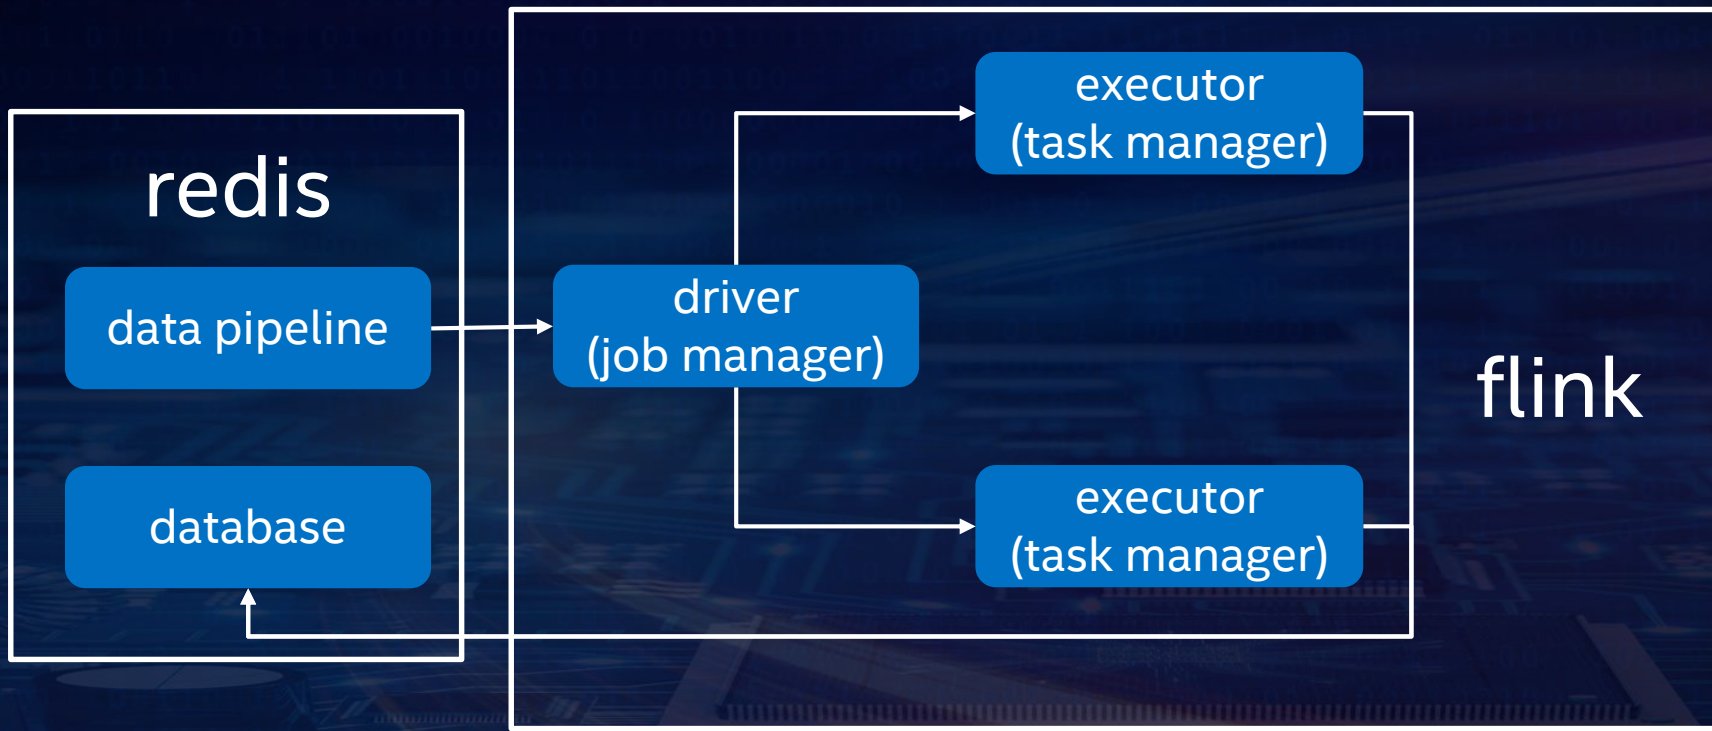 redis
data pipeline
database
driver
(job manager)
executor
(task manager)
executor
(task manager)
flink